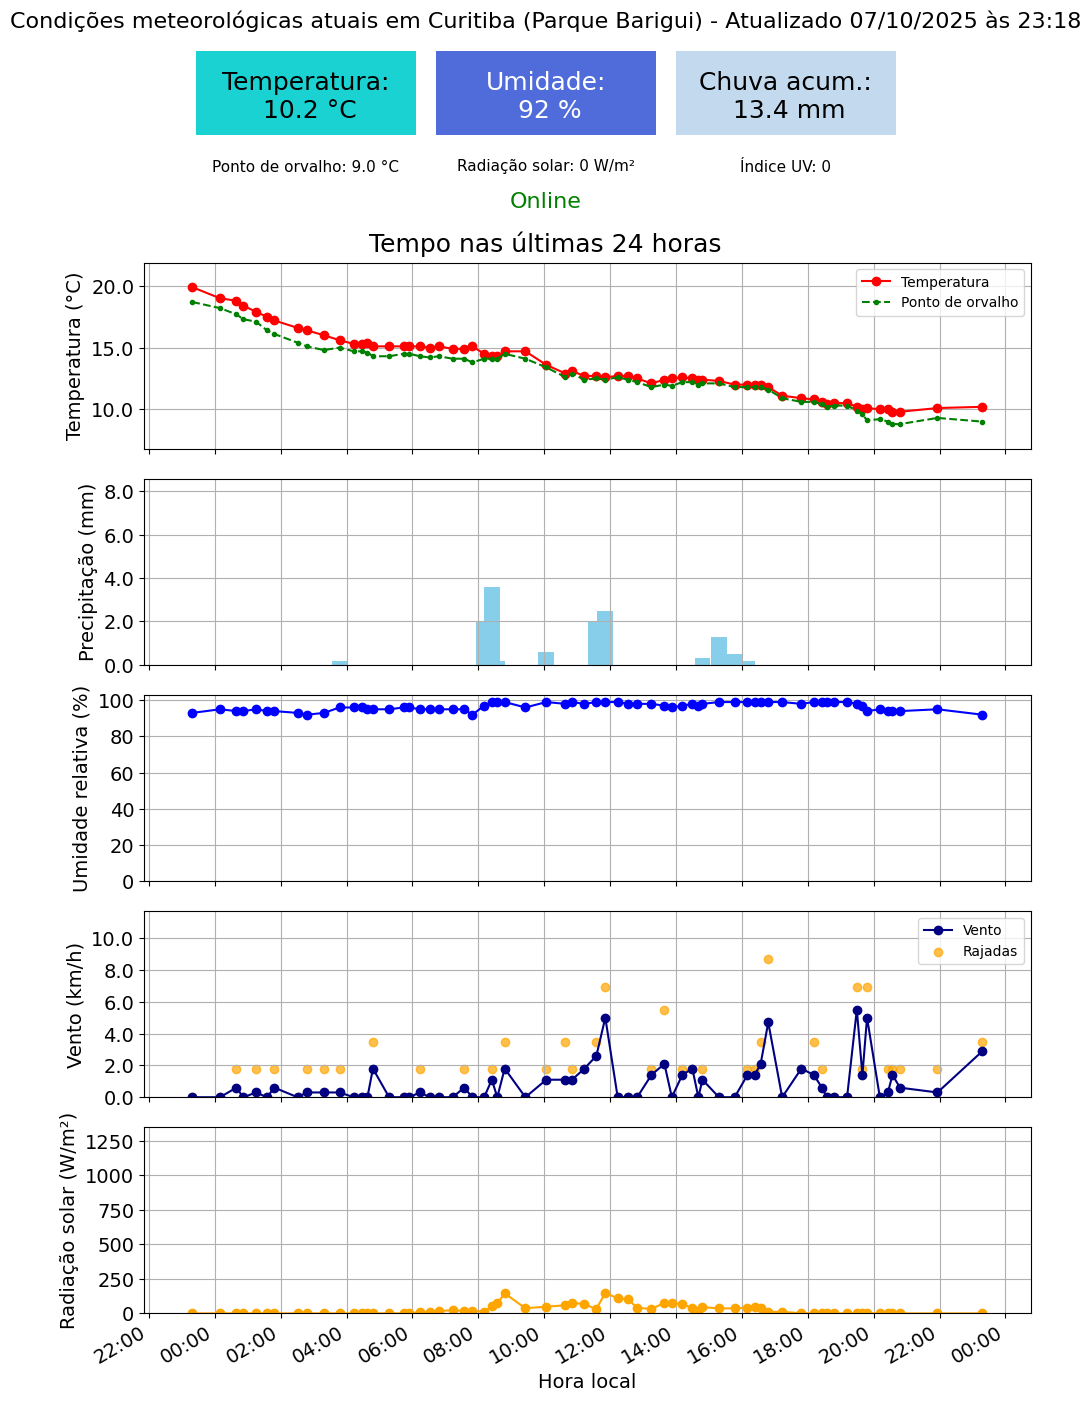 Condições meteorológicas atuais em Curitiba (Parque Barigui) - Atualizado 07/10/2025 às 23:18
Temperatura:
10.2 °C
Umidade:
92 %
Chuva acum.:
13.4 mm
Ponto de orvalho: 9.0 °C
Radiação solar: 0 W/m²
Índice UV: 0
Online
Tempo nas últimas 24 horas
Temperatura (°C)
20.0
15.0
10.0
Temperatura
Ponto de orvalho
Precipitação (mm)
8.0
6.0
4.0
2.0
0.0
Umidade relativa (%)
100
80
60
40
20
0
Vento (km/h)
10.0
8.0
6.0
4.0
2.0
0.0
Vento
Rajadas
Radiação solar (W/m²)
1250
1000
750
500
250
0
22:00
00:00
02:00
04:00
06:00
08:00
10:00
12:00
14:00
16:00
18:00
20:00
22:00
00:00
Hora local